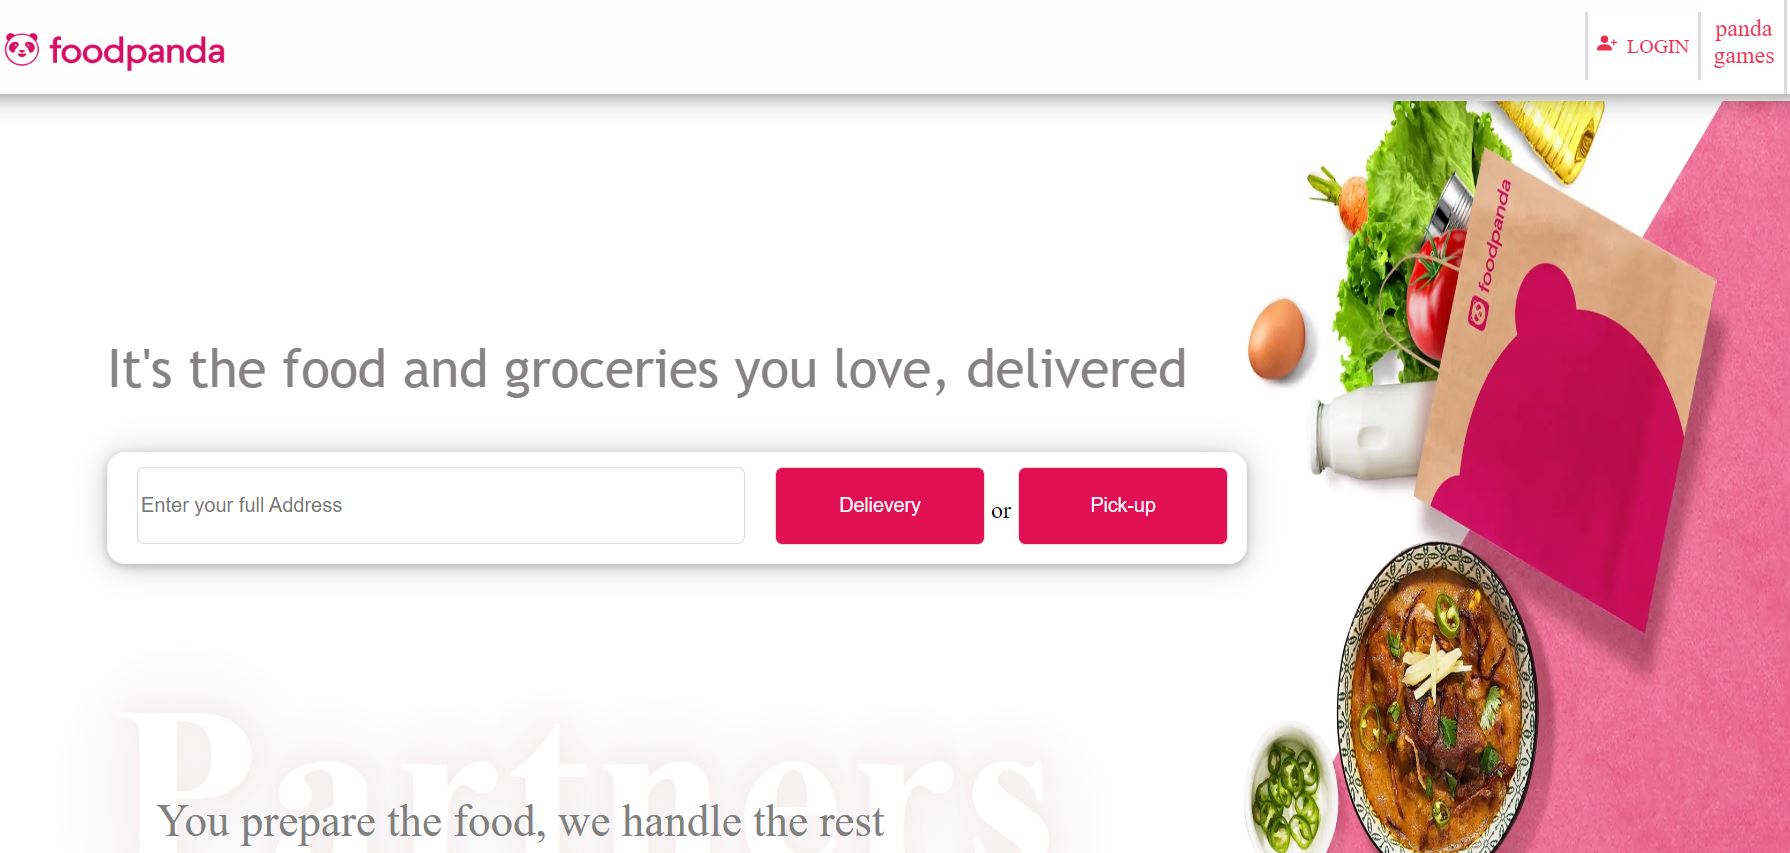 foodpanda
LOGIN
panda
games
foodpanda
It's the food and groceries you love, delivered
Enter your full Address
Delievery
or
Pick-up
Partners
You prepare the food, we handle the rest